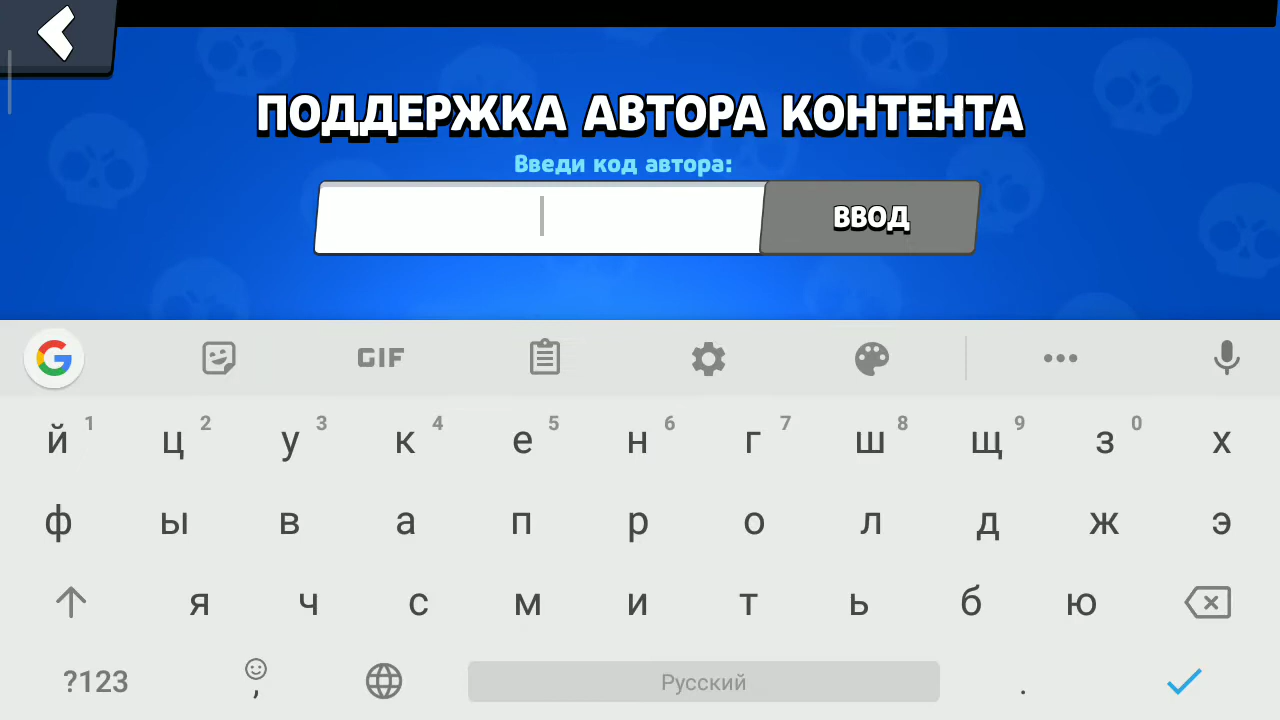 ПОДДЕРЖКА АВТОРА КОНТЕНТА
Введи код автора:
ВВОД
G GIF
й 1 ц 2 у 3 к 4 е 5 н 6 г 7 ш 8 щ 9 з 0 х
ф ы в а п р о л д ж э
я ч с м и т ь б ю
?123 , Русский .